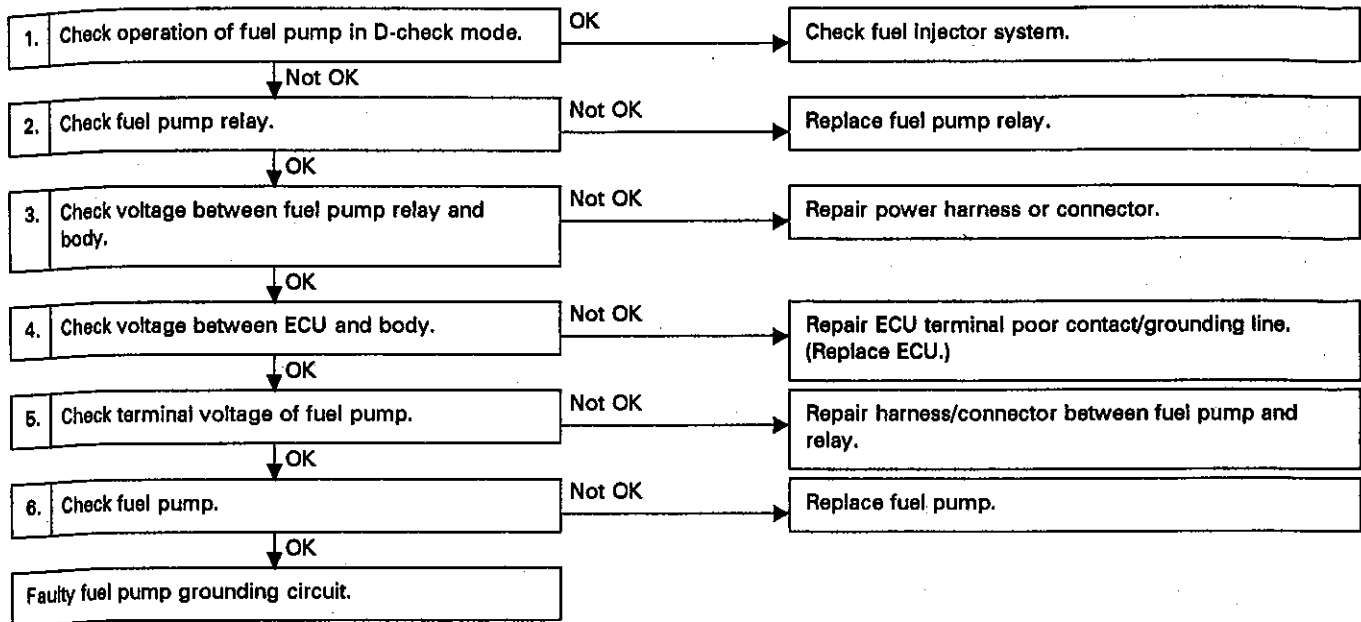 1. Check operation of fuel pump in D-check mode.
OK
Check fuel injector system.
Not OK
2. Check fuel pump relay.
Not OK
Replace fuel pump relay.
OK
3. Check voltage between fuel pump relay and
body.
Not OK
Repair power harness or connector.
OK
4. Check voltage between ECU and body.
Not OK
Repair ECU terminal poor contact/grounding line.
(Replace ECU.)
OK
5. Check terminal voltage of fuel pump.
Not OK
Repair harness/connector between fuel pump and
relay.
OK
6. Check fuel pump.
Not OK
Replace fuel pump.
OK
Faulty fuel pump grounding circuit.